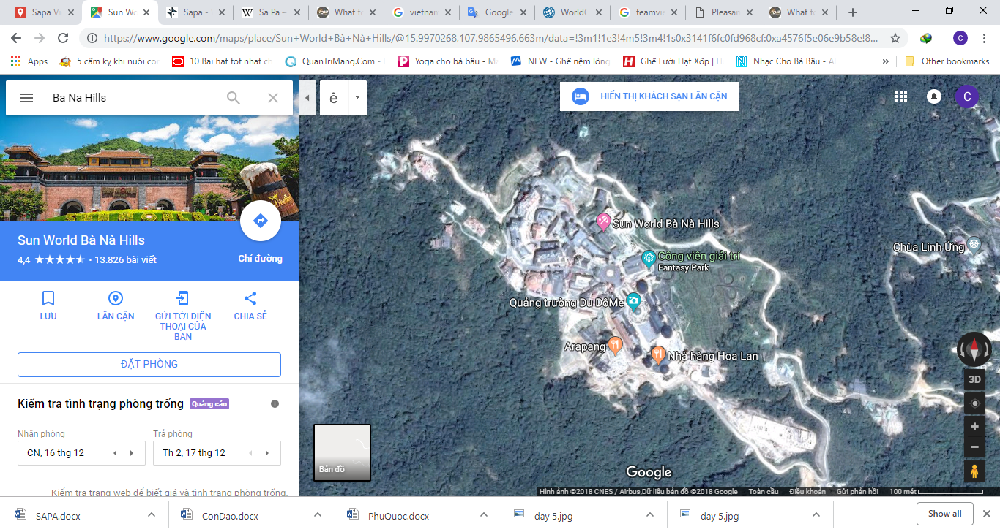 Sapa Vi
Sun Wo
Sapa -
Sa Pa –
What to
vietnam
Google
WorldC
teamvie
Pleasan
What to
https://www.google.com/maps/place/Sun+World+Bà+Nà+Hills/@15.9970268,107.9865496,663m/data=!3m1!1e3!4m5!3m4!1s0x3141f6fc0fd968cf:0xa4576f5e06e9b58e!8...
C
Apps
5 cấm kỵ khi nuôi cor
10 Bai hat tot nhat ch
QuanTriMang.Com -
Yoga cho bà bầu - M
NEW - Ghế nệm lông
Ghế Lười Hạt Xốp | H
Nhạc Cho Bà Bầu - A
»
Other bookmarks
Ba Na Hills
ê
HIỂN THỊ KHÁCH SẠN LÂN CẬN
C
Sun World Bà Nà Hills
4,4 ★★★★★ · 13.826 bài viết
Chỉ đường
LƯU
LÂN CẬN
GỬI TỚI ĐIỆN
THOẠI CỦA
BẠN
CHIA SẺ
ĐẶT PHÒNG
Kiểm tra tình trạng phòng trống Quảng cáo
Nhận phòng
Trả phòng
CN, 16 thg 12
Th 2, 17 thg 12
Kiểm tra trang web để biết giá và tình trạng phòng trống.
Sun World Bà Nà Hills
Công viên giải trí
Fantasy Park
Chùa Linh Ứng
Quảng trường Du DôMe
Arapang
Nhà hàng Hoa Lan
3D
+
−
Bản đồ
Google
Hình ảnh ©2018 CNES / Airbus,Dữ liệu bản đồ ©2018 Google
Toàn cầu
Điều khoản
Gửi phản hồi
100 mét
SAPA.docx
ConDao.docx
PhuQuoc.docx
day 5.jpg
day 5.jpg
Show all